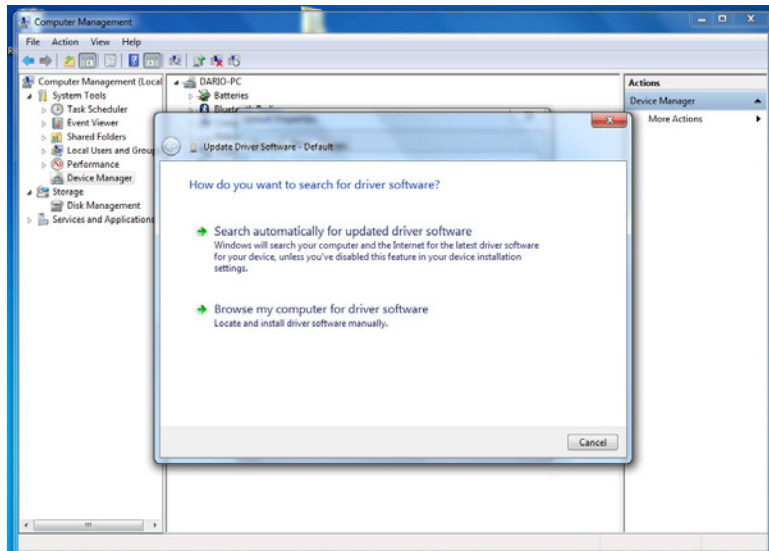 Computer Management
File Action View Help
Computer Management (Local
System Tools
Task Scheduler
Event Viewer
Shared Folders
Local Users and Group
Performance
Device Manager
Storage
Disk Management
Services and Applications
DARIO-PC
Batteries
Actions
Device Manager
More Actions
Update Driver Software - Default
How do you want to search for driver software?
Search automatically for updated driver software
Windows will search your computer and the Internet for the latest driver software
for your device, unless you've disabled this feature in your device installation
settings.
Browse my computer for driver software
Locate and install driver software manually.
Cancel